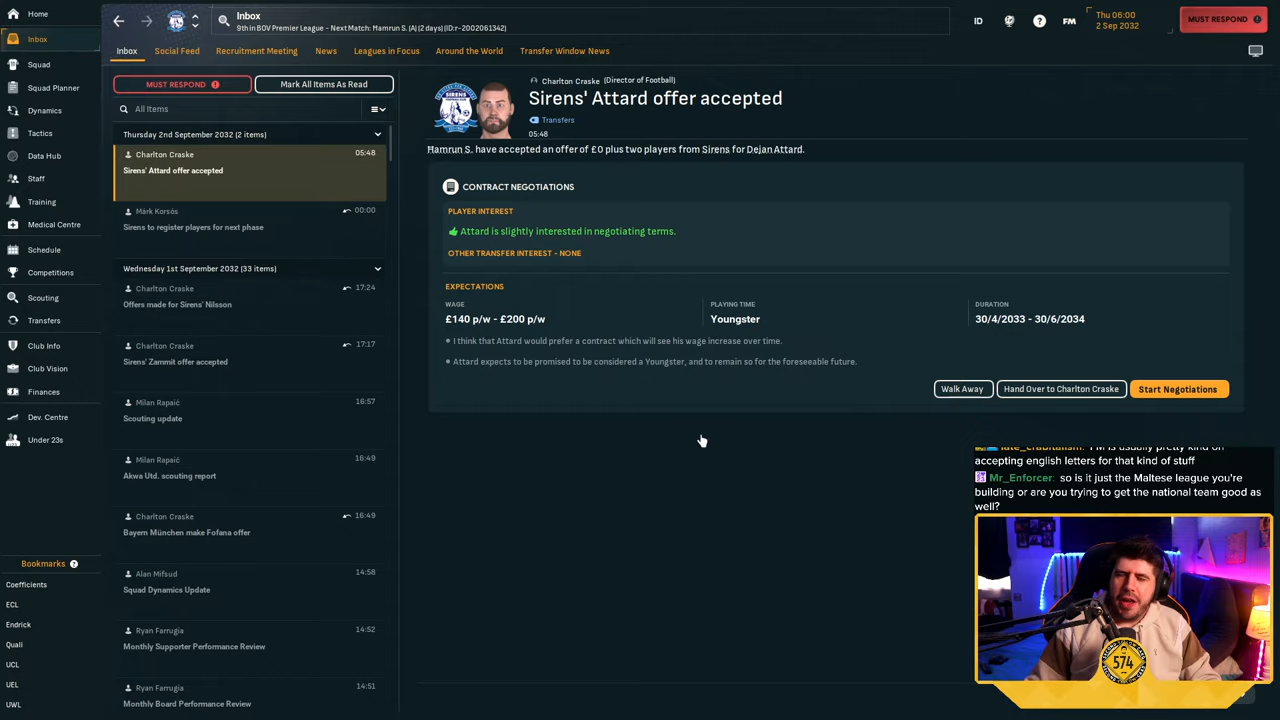 Home
Inbox
Squad
Squad Planner
Dynamics
Tactics
Data Hub
Staff
Training
Medical Centre
Schedule
Competitions
Scouting
Transfers
Club Info
Club Vision
Finances
Dev. Centre
Under 23s
Bookmarks
Coefficients
ECL
Endrick
Quali
UCL
UEL
UWL
Inbox
9th in BOV Premier League - Next Match: Hamrun S. (A) (2 days) (ID:r-2002061342)
ID
FM
Thu 06:00
2 Sep 2032
MUST RESPOND
Inbox
Social Feed
Recruitment Meeting
News
Leagues in Focus
Around the World
Transfer Window News
MUST RESPOND
Mark All Items As Read
All Items
Thursday 2nd September 2032 (2 items)
Charlton Craske 05:48
Sirens' Attard offer accepted
Márk Korsós 00:00
Sirens to register players for next phase
Wednesday 1st September 2032 (33 items)
Charlton Craske 17:24
Offers made for Sirens' Nilsson
Charlton Craske 17:17
Sirens' Zammit offer accepted
Milan Rapaić 16:57
Scouting update
Milan Rapaić 16:49
Akwa Utd. scouting report
Charlton Craske 16:49
Bayern München make Fofana offer
Alan Mifsud 14:58
Squad Dynamics Update
Ryan Farrugia 14:52
Monthly Supporter Performance Review
Ryan Farrugia 14:51
Monthly Board Performance Review
SIRENS
Charlton Craske (Director of Football)
Sirens' Attard offer accepted
Transfers
05:48
Hamrun S. have accepted an offer of £0 plus two players from Sirens for Dejan Attard.
CONTRACT NEGOTIATIONS
PLAYER INTEREST
Attard is slightly interested in negotiating terms.
OTHER TRANSFER INTEREST - NONE
EXPECTATIONS
WAGE
£140 p/w - £200 p/w
PLAYING TIME
Youngster
DURATION
30/4/2033 - 30/6/2034
I think that Attard would prefer a contract which will see his wage increase over time.
Attard expects to be promised to be considered a Youngster, and to remain so for the foreseeable future.
Walk Away
Hand Over to Charlton Craske
Start Negotiations
accepting english letters for that kind of stuff
Mr_Enforcer: so is it just the Maltese league you're
building or are you trying to get the national team good as
well?
574